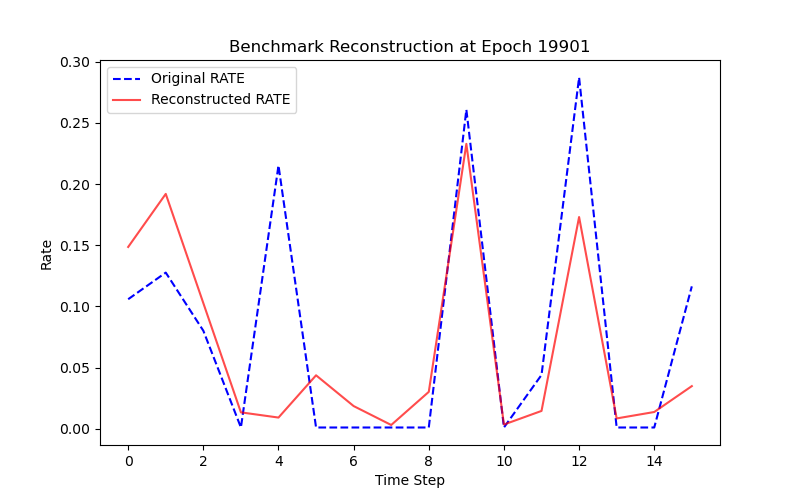 Benchmark Reconstruction at Epoch 19901
Original RATE
Reconstructed RATE
0.30
0.25
0.20
0.15
0.10
0.05
0.00
Rate
0 2 4 6 8 10 12 14
Time Step